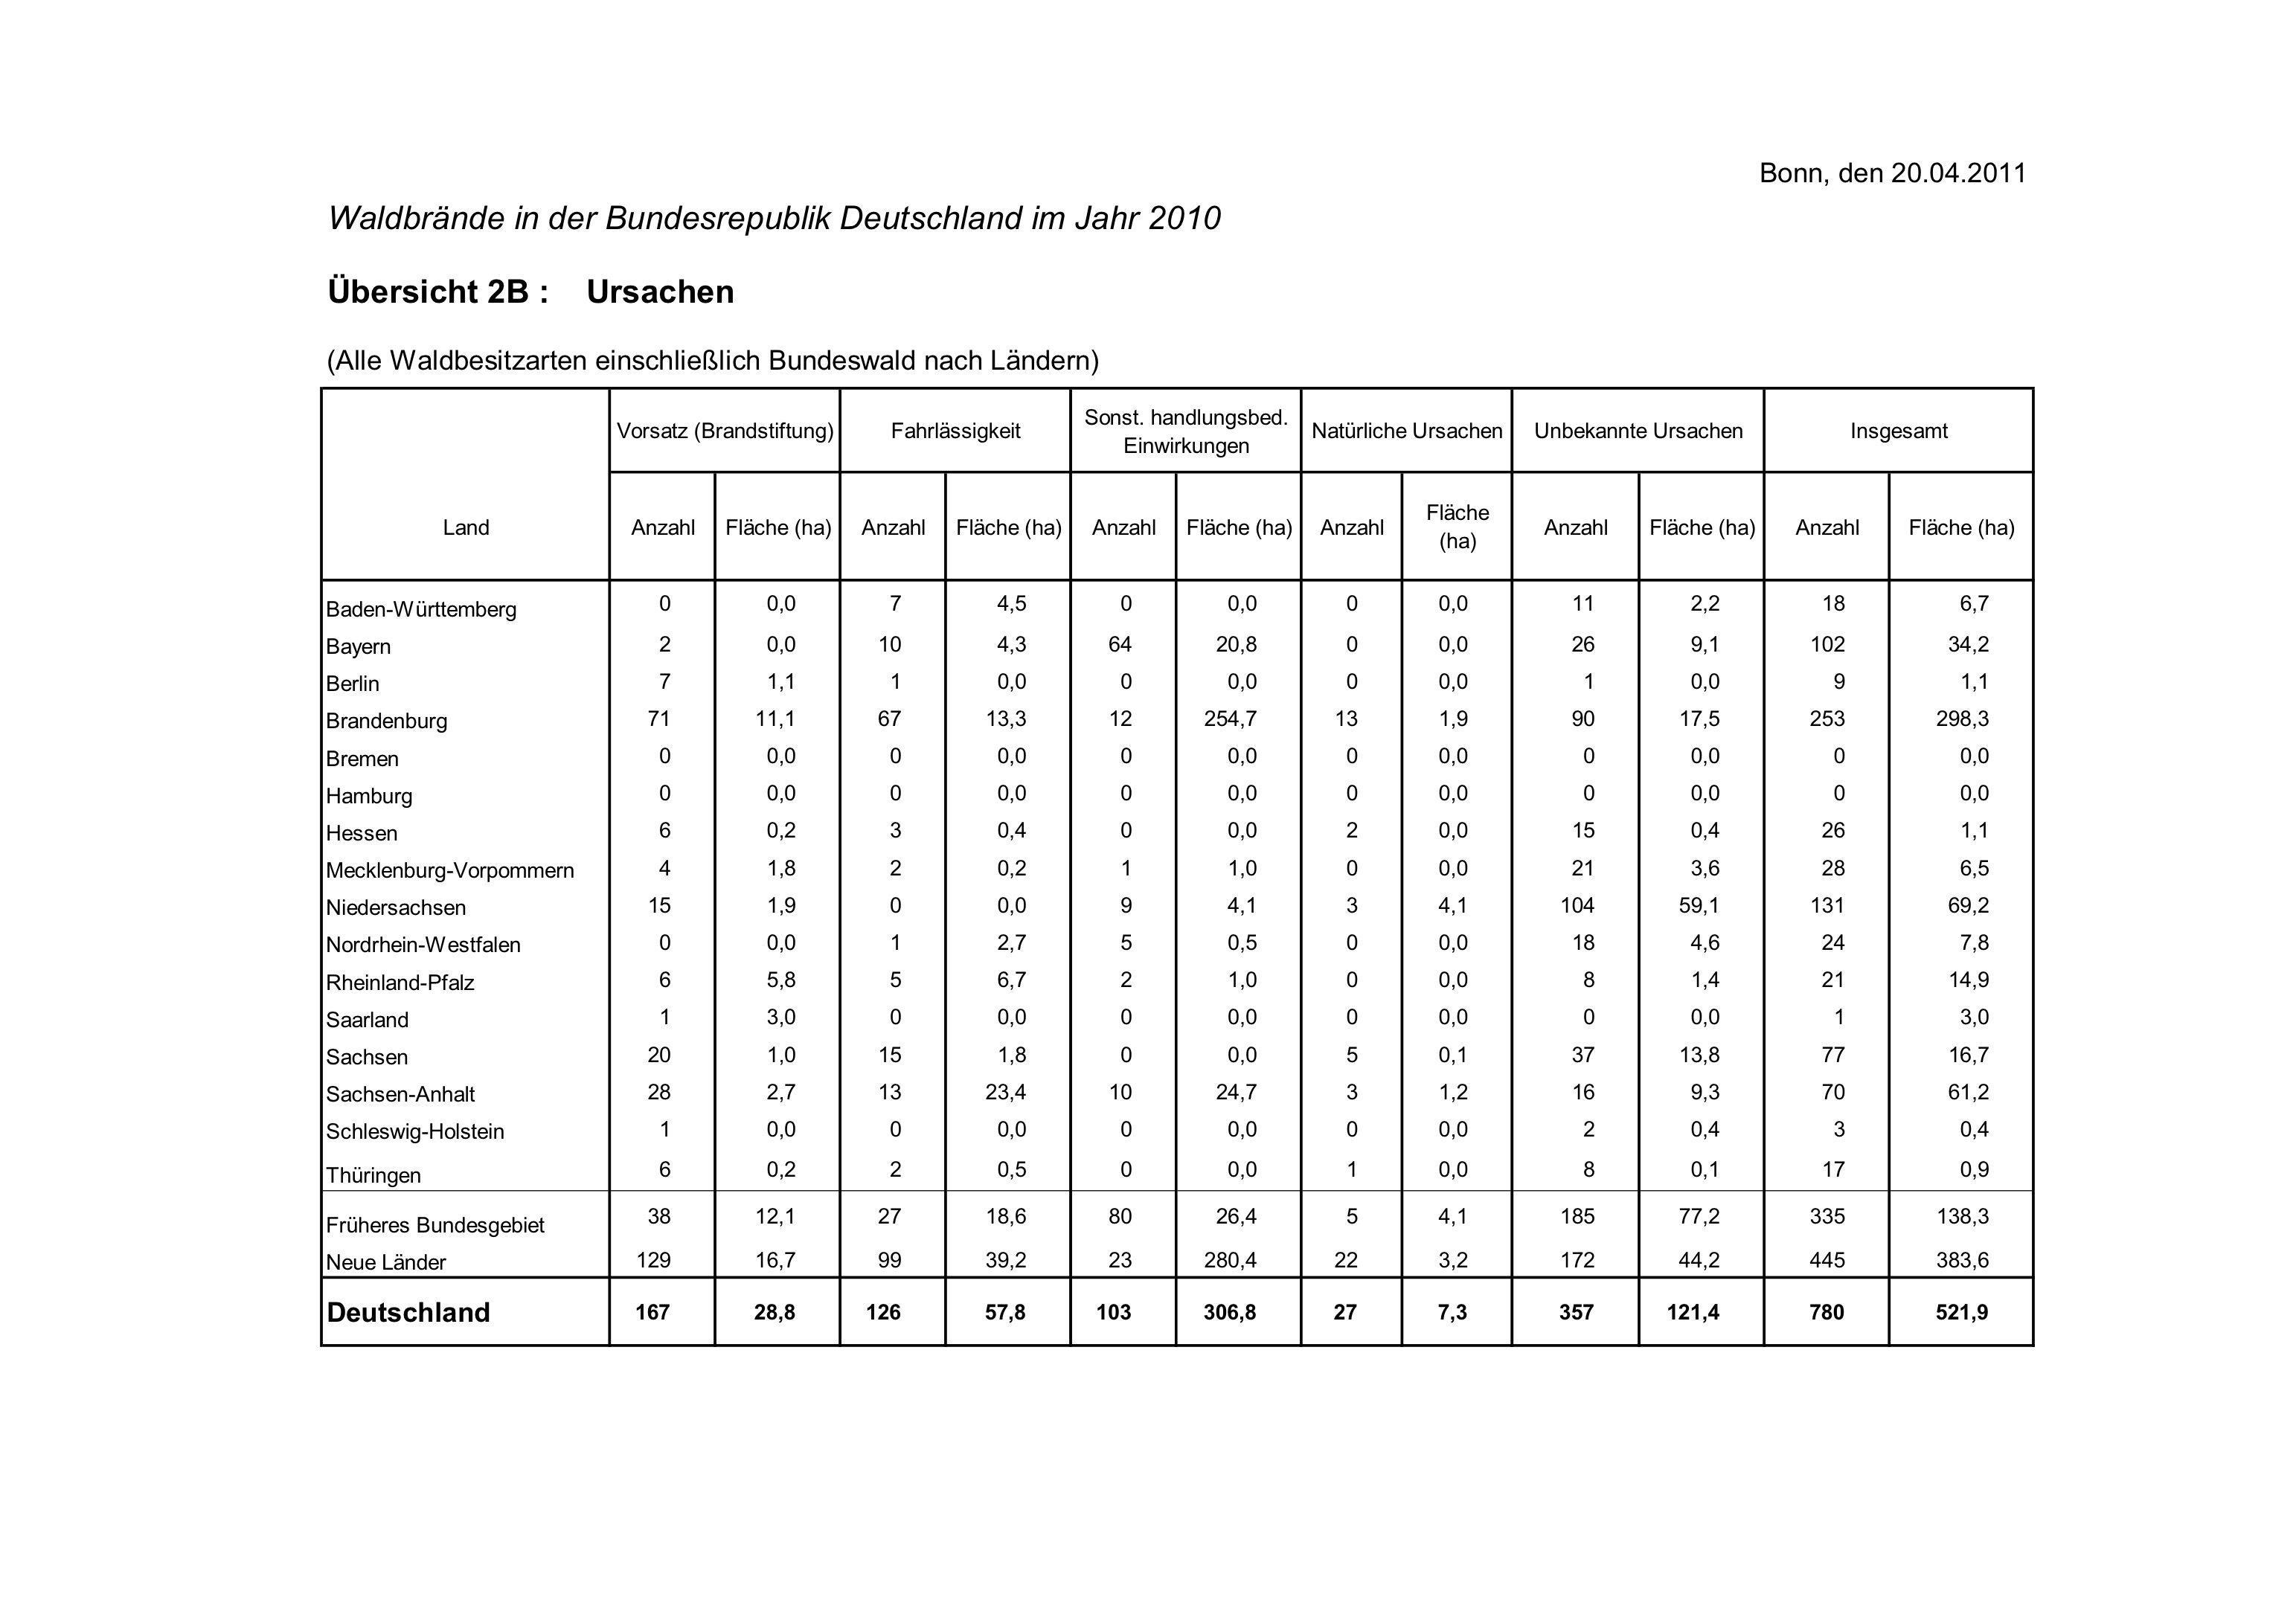 Bonn, den 20.04.2011
Waldbrände in der Bundesrepublik Deutschland im Jahr 2010
Übersicht 2B : Ursachen
(Alle Waldbesitzarten einschließlich Bundeswald nach Ländern)
Vorsatz (Brandstiftung) Fahrlässigkeit Sonst. handlungsbed. Einwirkungen Natürliche Ursachen Unbekannte Ursachen Insgesamt
Land Anzahl Fläche (ha) Anzahl Fläche (ha) Anzahl Fläche (ha) Anzahl Fläche (ha) Anzahl Fläche (ha) Anzahl Fläche (ha)
Baden-Württemberg 0 0,0 7 4,5 0 0,0 0 0,0 11 2,2 18 6,7
Bayern 2 0,0 10 4,3 64 20,8 0 0,0 26 9,1 102 34,2
Berlin 7 1,1 1 0,0 0 0,0 0 0,0 1 0,0 9 1,1
Brandenburg 71 11,1 67 13,3 12 254,7 13 1,9 90 17,5 253 298,3
Bremen 0 0,0 0 0,0 0 0,0 0 0,0 0 0,0 0 0,0
Hamburg 0 0,0 0 0,0 0 0,0 0 0,0 0 0,0 0 0,0
Hessen 6 0,2 3 0,4 0 0,0 2 0,0 15 0,4 26 1,1
Mecklenburg-Vorpommern 4 1,8 2 0,2 1 1,0 0 0,0 21 3,6 28 6,5
Niedersachsen 15 1,9 0 0,0 9 4,1 3 4,1 104 59,1 131 69,2
Nordrhein-Westfalen 0 0,0 1 2,7 5 0,5 0 0,0 18 4,6 24 7,8
Rheinland-Pfalz 6 5,8 5 6,7 2 1,0 0 0,0 8 1,4 21 14,9
Saarland 1 3,0 0 0,0 0 0,0 0 0,0 0 0,0 1 3,0
Sachsen 20 1,0 15 1,8 0 0,0 5 0,1 37 13,8 77 16,7
Sachsen-Anhalt 28 2,7 13 23,4 10 24,7 3 1,2 16 9,3 70 61,2
Schleswig-Holstein 1 0,0 0 0,0 0 0,0 0 0,0 2 0,4 3 0,4
Thüringen 6 0,2 2 0,5 0 0,0 1 0,0 8 0,1 17 0,9
Früheres Bundesgebiet 38 12,1 27 18,6 80 26,4 5 4,1 185 77,2 335 138,3
Neue Länder 129 16,7 99 39,2 23 280,4 22 3,2 172 44,2 445 383,6
Deutschland 167 28,8 126 57,8 103 306,8 27 7,3 357 121,4 780 521,9